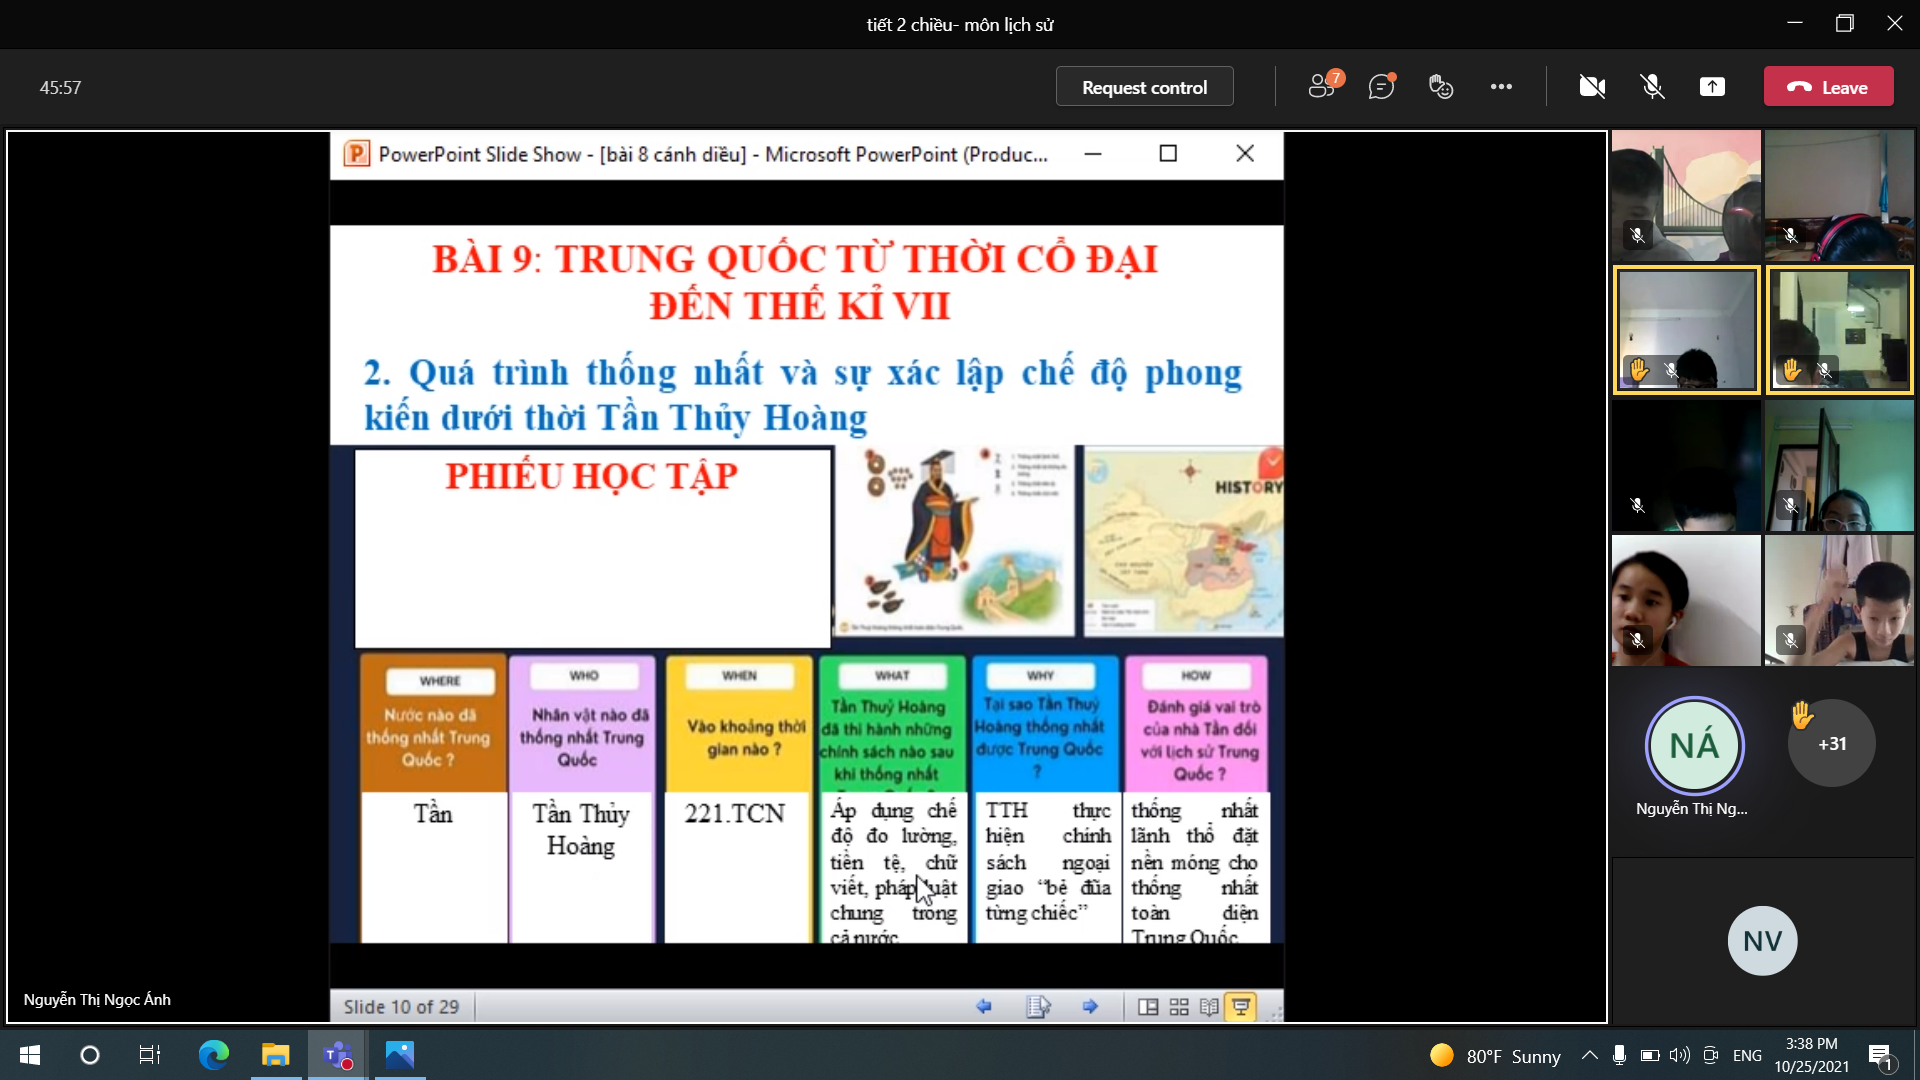 tiết 2 chiều- môn lịch sử
45:57
Request control
7
Leave
PowerPoint Slide Show - [bài 8 cánh diều] - Microsoft PowerPoint (Produc...
BÀI 9: TRUNG QUỐC TỪ THỜI CỔ ĐẠI
ĐẾN THẾ KỈ VII
2. Quá trình thống nhất và sự xác lập chế độ phong
kiến dưới thời Tần Thủy Hoàng
PHIẾU HỌC TẬP
HISTORY
WHERE
Nước nào đã
thống nhất Trung
Quốc ?
Tần
WHO
Nhân vật nào đã
thống nhất Trung
Quốc
Tần Thủy
Hoàng
WHEN
Vào khoảng thời
gian nào ?
221.TCN
WHAT
Tần Thuỷ Hoàng
đã thi hành những
chính sách nào sau
khi thống nhất
Áp dụng chế
độ đo lường,
tiền tệ, chữ
viết, pháp luật
chung trong
cả nước
WHY
Tại sao Tần Thuỷ
Hoàng thống nhất
được Trung Quốc
?
TTH thực
hiện chính
sách ngoại
giao “bẻ đũa
từng chiếc”
HOW
Đánh giá vai trò
của nhà Tần đối
với lịch sử Trung
Quốc ?
thống nhất
lãnh thổ đặt
nền móng cho
thống nhất
toàn diện
Trung Quốc
Slide 10 of 29
Nguyễn Thị Ngọc Ánh
NÁ
Nguyễn Thị Ng...
+31
NV
80°F Sunny
ENG
3:38 PM
10/25/2021
1